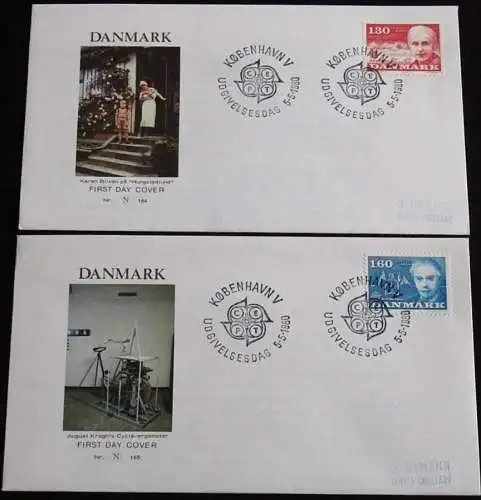 DANMARK
Karen Blixen på "Rungstedlund"
FIRST DAY COVER
Nr. N 164
KØBENHAVN V
CEPT
UDGIVELSESDAG 5-5-1980
KØBENHAVN V
CEPT
UDGIVELSESDAG 5-5-1980
130
DANMARK
DANMARK
August Krogh's Cycle-ergometer
FIRST DAY COVER
Nr. N 165
KØBENHAVN V
CEPT
UDGIVELSESDAG 5-5-1980
KØBENHAVN V
CEPT
UDGIVELSESDAG 5-5-1980
160
DANMARK